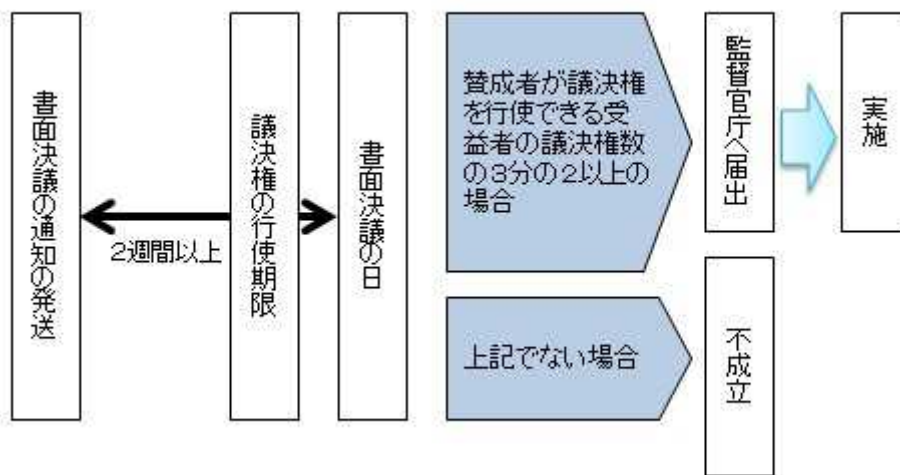 書面決議の通知の発送
2週間以上
議決権の行使期限
書面決議の日
賛成者が議決権
を行使できる受
益者の議決権数
の3分の2以上の
場合
監督官庁へ届出
実施
上記でない場合
不成立